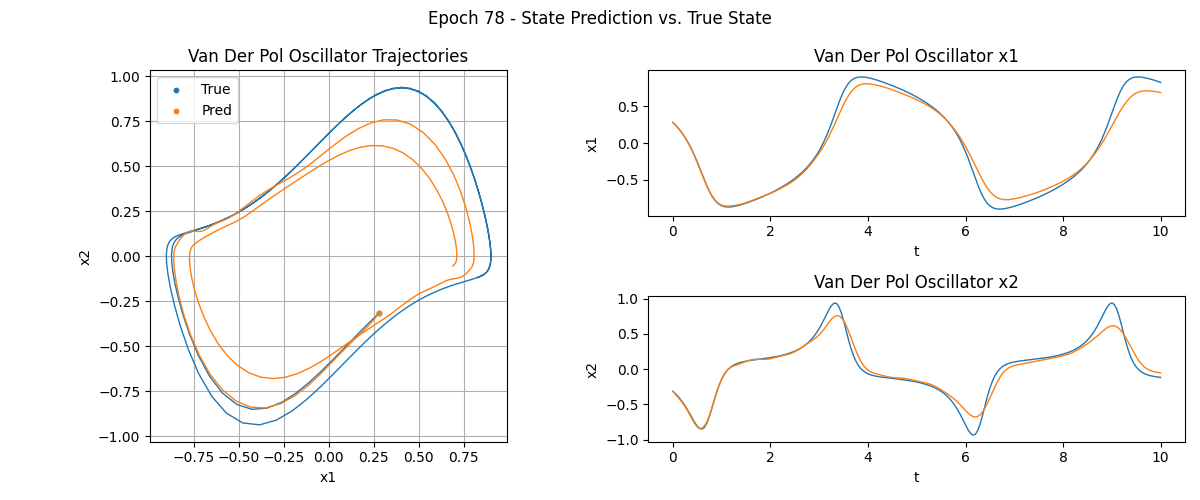 Epoch 78 - State Prediction vs. True State
Van Der Pol Oscillator Trajectories
True
Pred
1.00
0.75
0.50
0.25
0.00
−0.25
−0.50
−0.75
−1.00
x2
−0.75 −0.50 −0.25 0.00 0.25 0.50 0.75
x1
Van Der Pol Oscillator x1
0.5
0.0
−0.5
x1
0 2 4 6 8 10
t
Van Der Pol Oscillator x2
1.0
0.5
0.0
−0.5
−1.0
x2
0 2 4 6 8 10
t